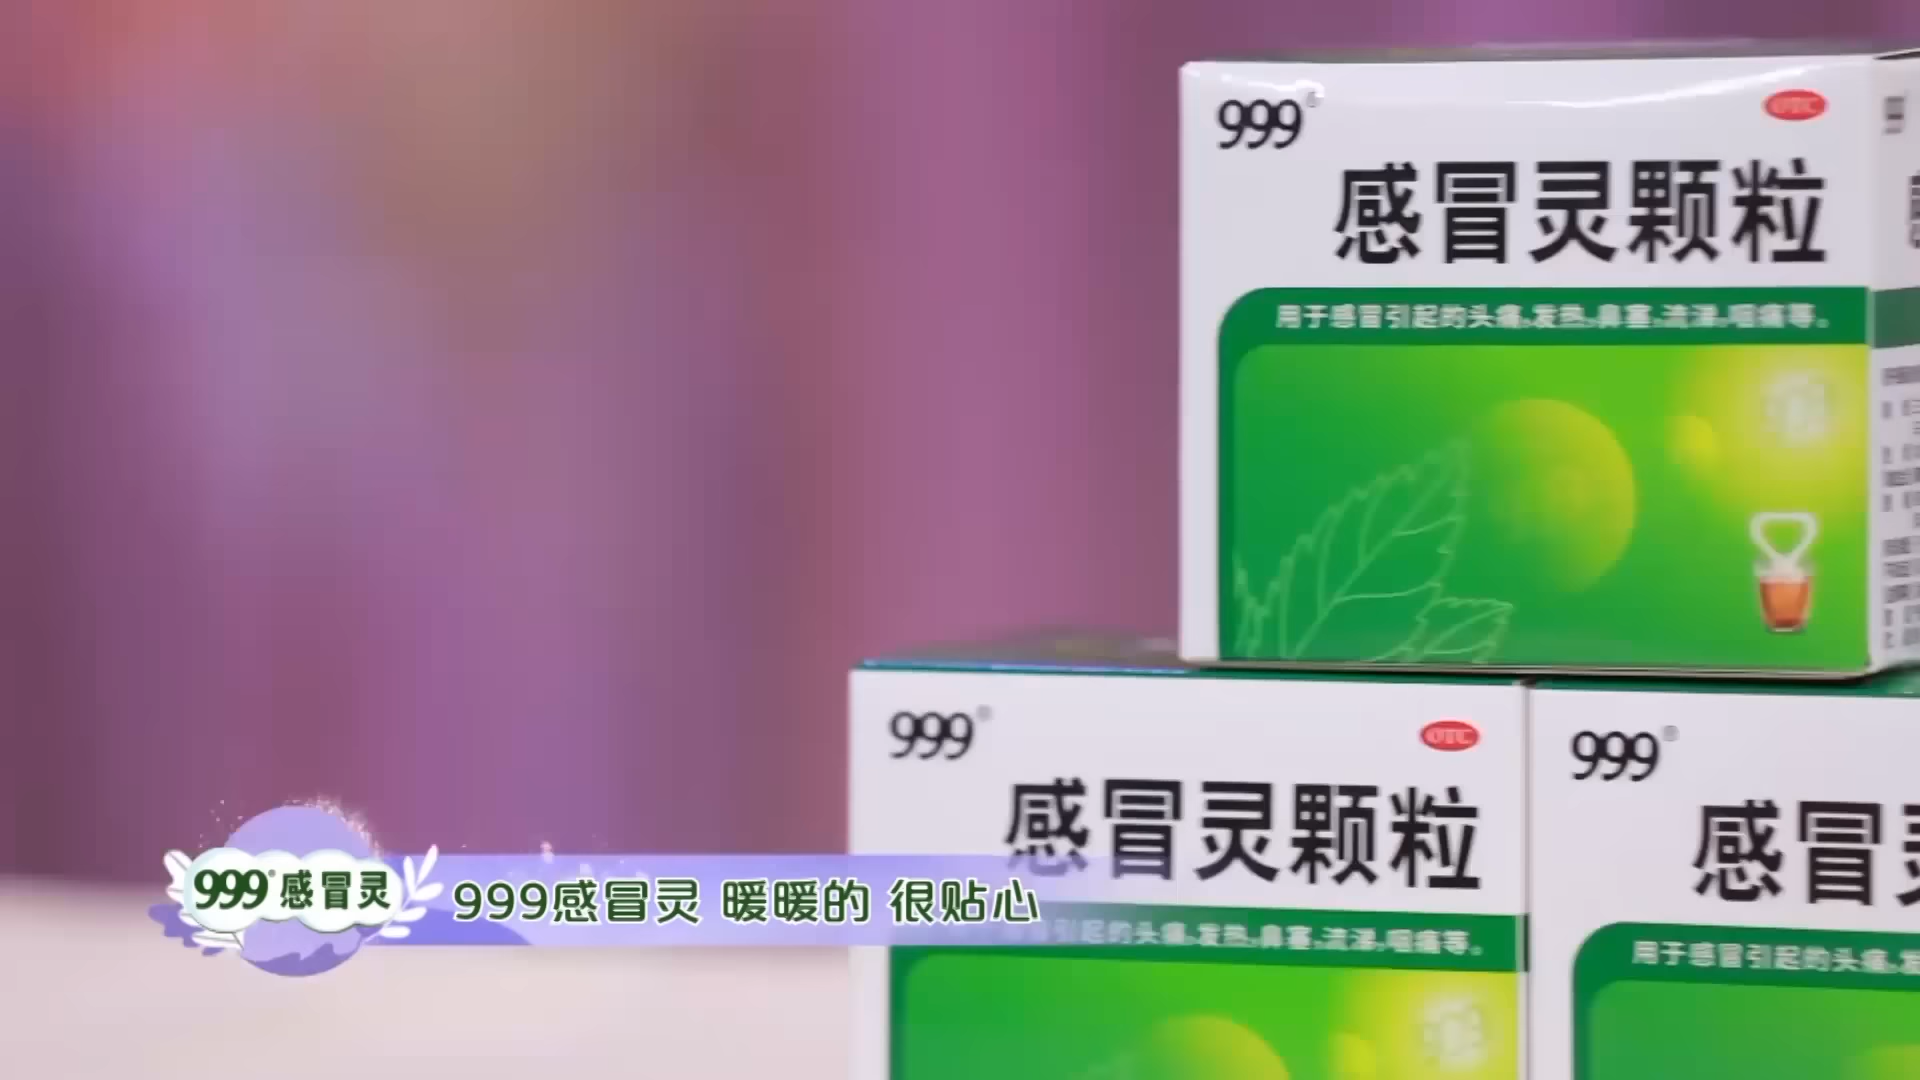 999
OTC
感冒灵颗粒
用于感冒引起的头痛,发热,鼻塞,流涕,咽痛等。
999
OTC
感冒灵颗粒
引起的头痛,发热,鼻塞,流涕,咽痛等。
999
感冒
用于感冒引起的头痛,
999感冒灵
999感冒灵 暖暖的 很贴心